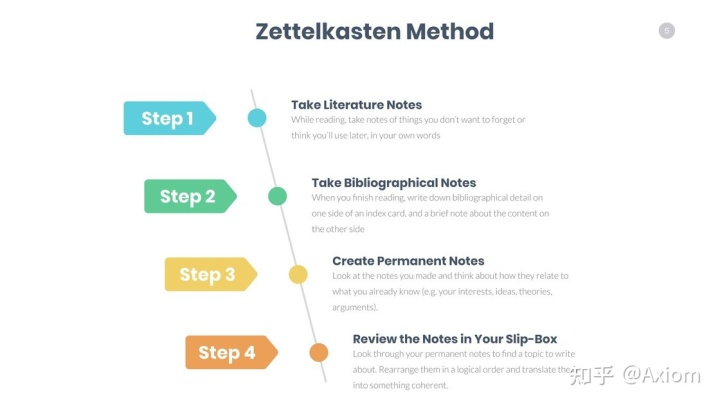 Zettelkasten Method
5
Step 1
Take Literature Notes
While reading, take notes of things you don't want to forget or
think you'll use later, in your own words
Step 2
Take Bibliographical Notes
When you finish reading, write down bibliographical detail on
one side of an index card, and a brief note about the content on
the other side
Step 3
Create Permanent Notes
Look at the notes you made and think about how they relate to
what you already know (e.g. your interests, ideas, theories,
arguments).
Step 4
Review the Notes in Your Slip-Box
Look through your permanent notes to find a topic to write
about. Rearrange them in a logical order and translate
into something coherent.
知乎 @Axiom